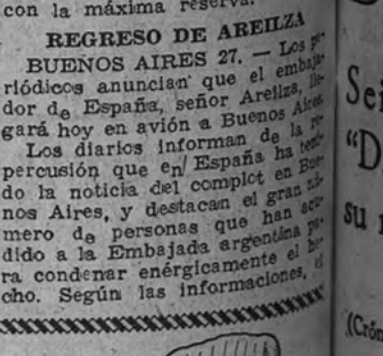 con la máxima reserva.
REGRESO DE AREILZA
BUENOS AIRES 27. — Los pe-
riódicos anuncian que el embaja-
dor de España, señor Areilza, lle-
gará hoy en avión a Buenos Aires.
Los diarios informan de la re-
percusión que en España ha teni-
do la noticia del complot en Bue-
nos Aires, y destacan el gran nú-
mero de personas que han acu-
dido a la Embajada argentina pa-
ra condenar enérgicamente el he-
cho. Según las informaciones, el
Sei
"D
su
(Crón